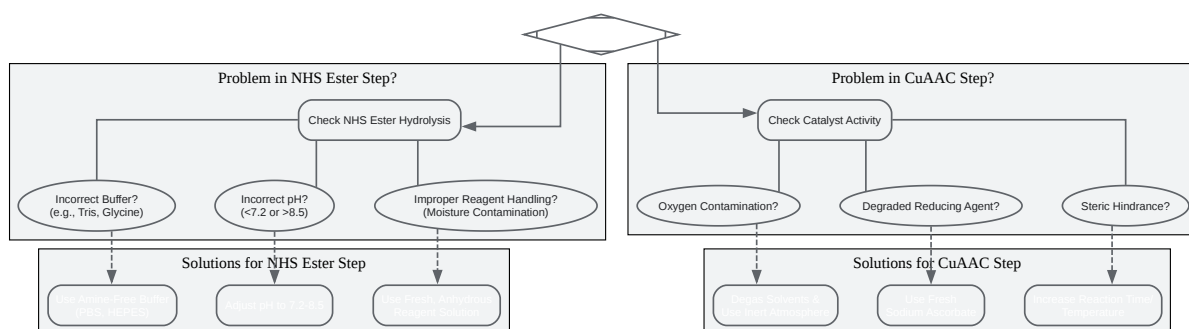 Problem in NHS Ester Step?
Problem in CuAAC Step?
Check NHS Ester Hydrolysis
Check Catalyst Activity
Incorrect Buffer?
(e.g., Tris, Glycine)
Incorrect pH?
(<7.2 or >8.5)
Improper Reagent Handling?
(Moisture Contamination)
Oxygen Contamination?
Degraded Reducing Agent?
Steric Hindrance?
Solutions for NHS Ester Step
Solutions for CuAAC Step
Use Amine-Free Buffer
(PBS, HEPES)
Adjust pH to 7.2-8.5
Use Fresh, Anhydrous
Reagent Solution
Degas Solvents &
Use Inert Atmosphere
Use Fresh
Sodium Ascorbate
Increase Reaction Time/
Temperature